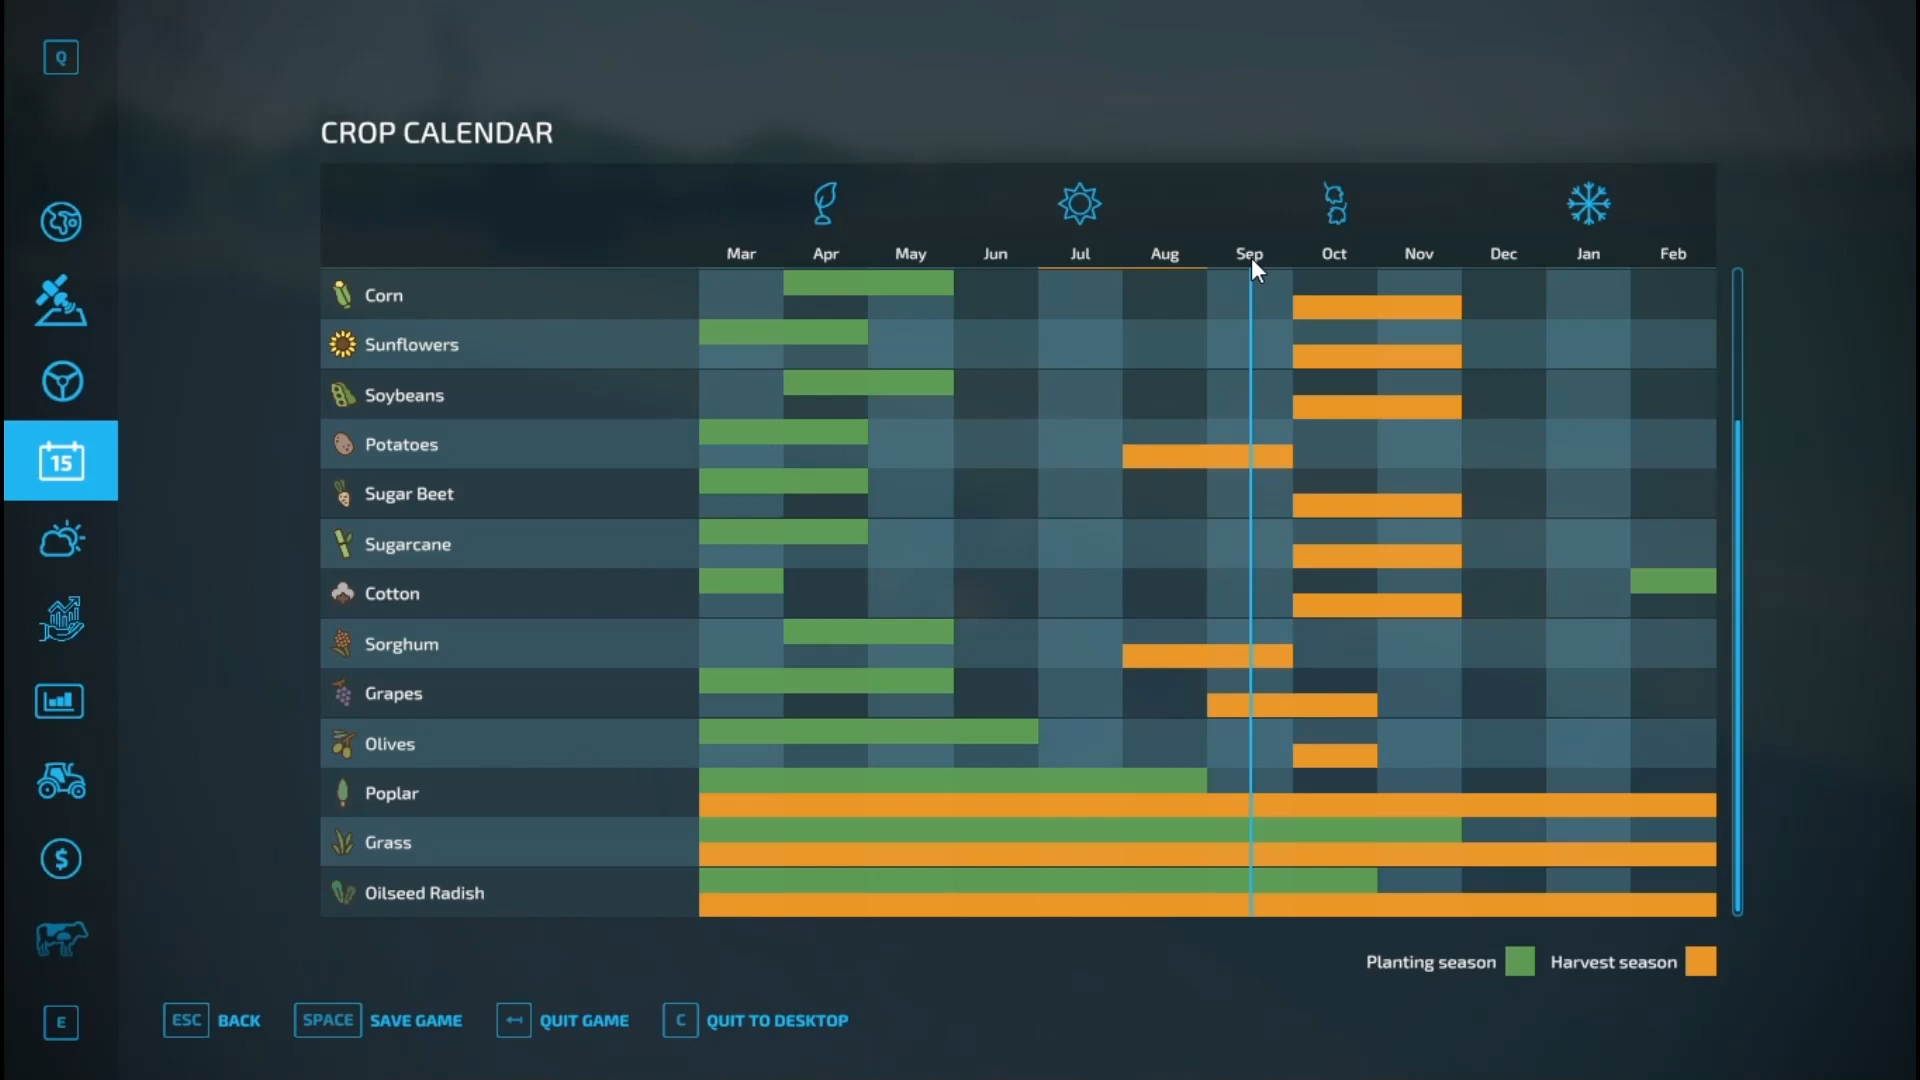 Q
CROP CALENDAR
Mar Apr May Jun Jul Aug Sep Oct Nov Dec Jan Feb
Corn
Sunflowers
Soybeans
15
Potatoes
Sugar Beet
Sugarcane
Cotton
Sorghum
Grapes
Olives
Poplar
Grass
$
Oilseed Radish
Planting season Harvest season
E
ESC BACK SPACE SAVE GAME QUIT GAME C QUIT TO DESKTOP